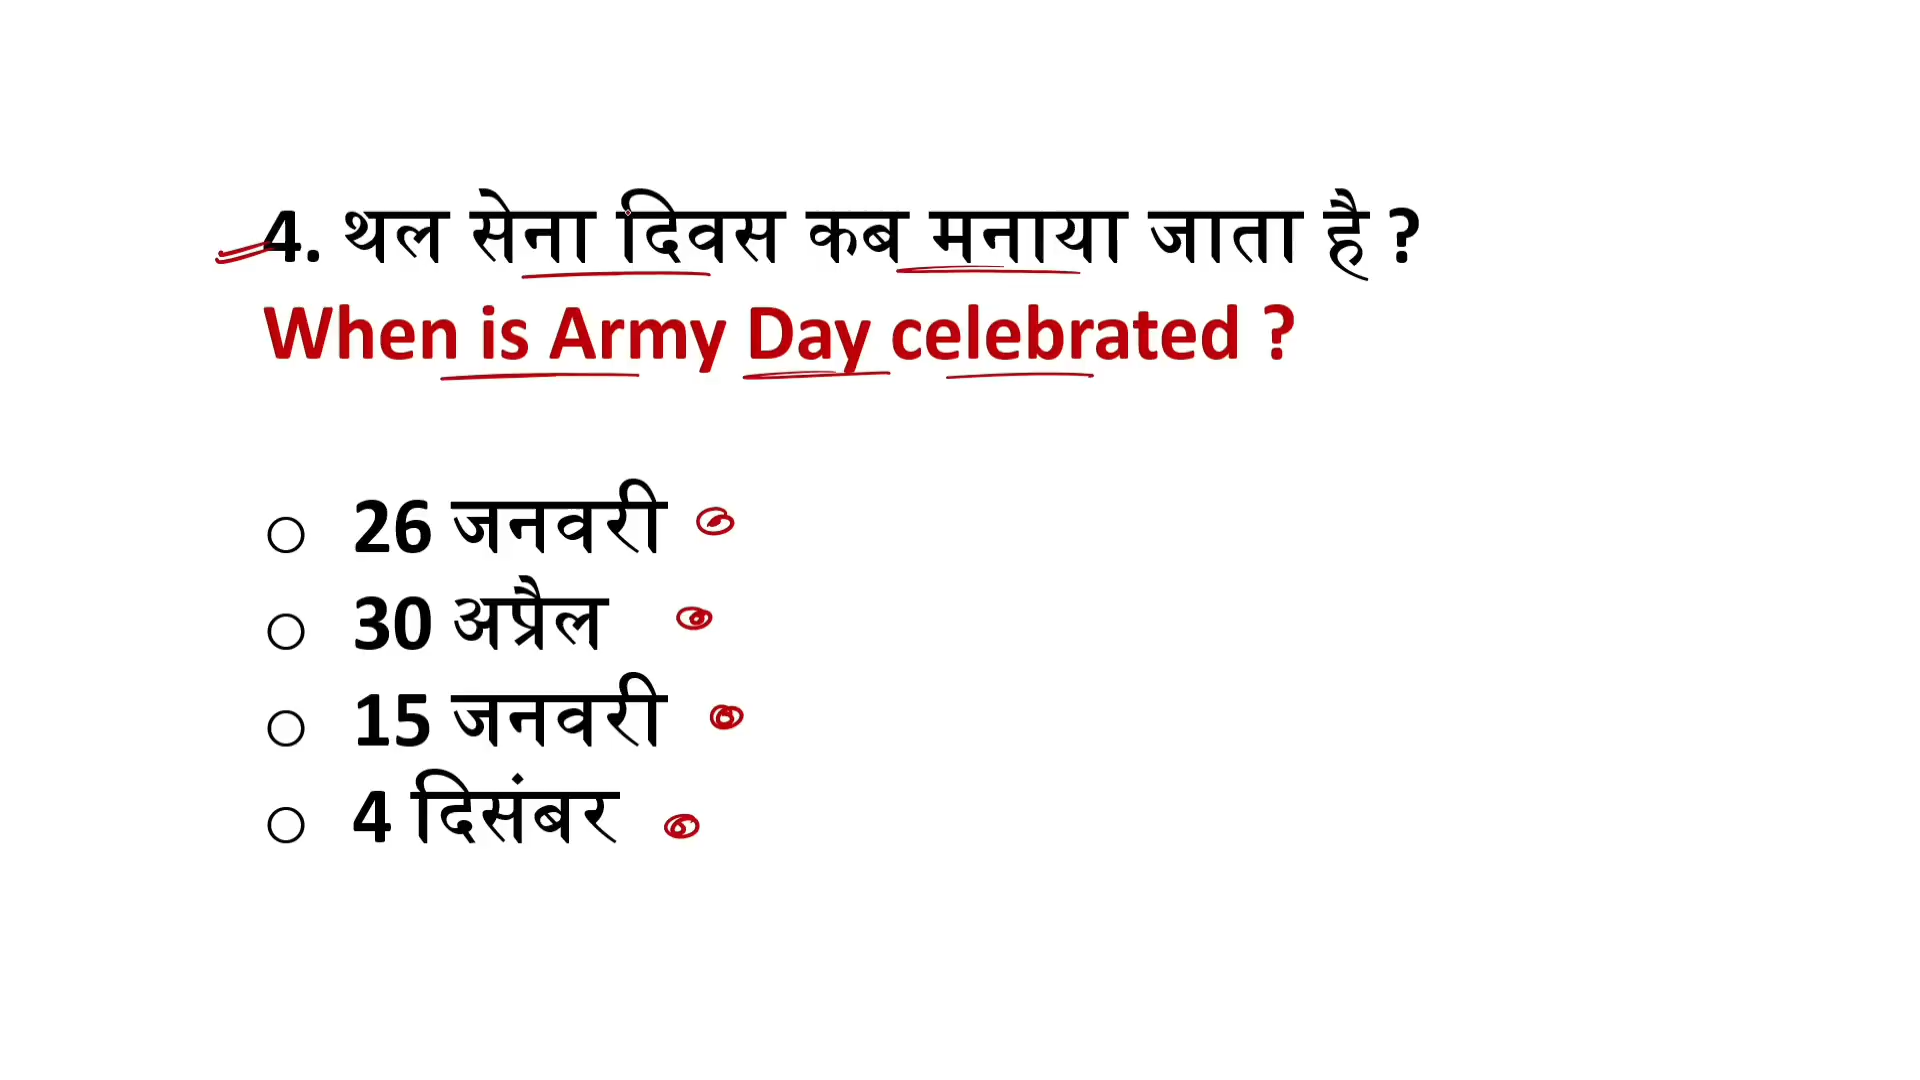 4. थल सेना दिवस कब मनाया जाता है ?
When is Army Day celebrated ?
26 जनवरी
30 अप्रैल
15 जनवरी
4 दिसंबर